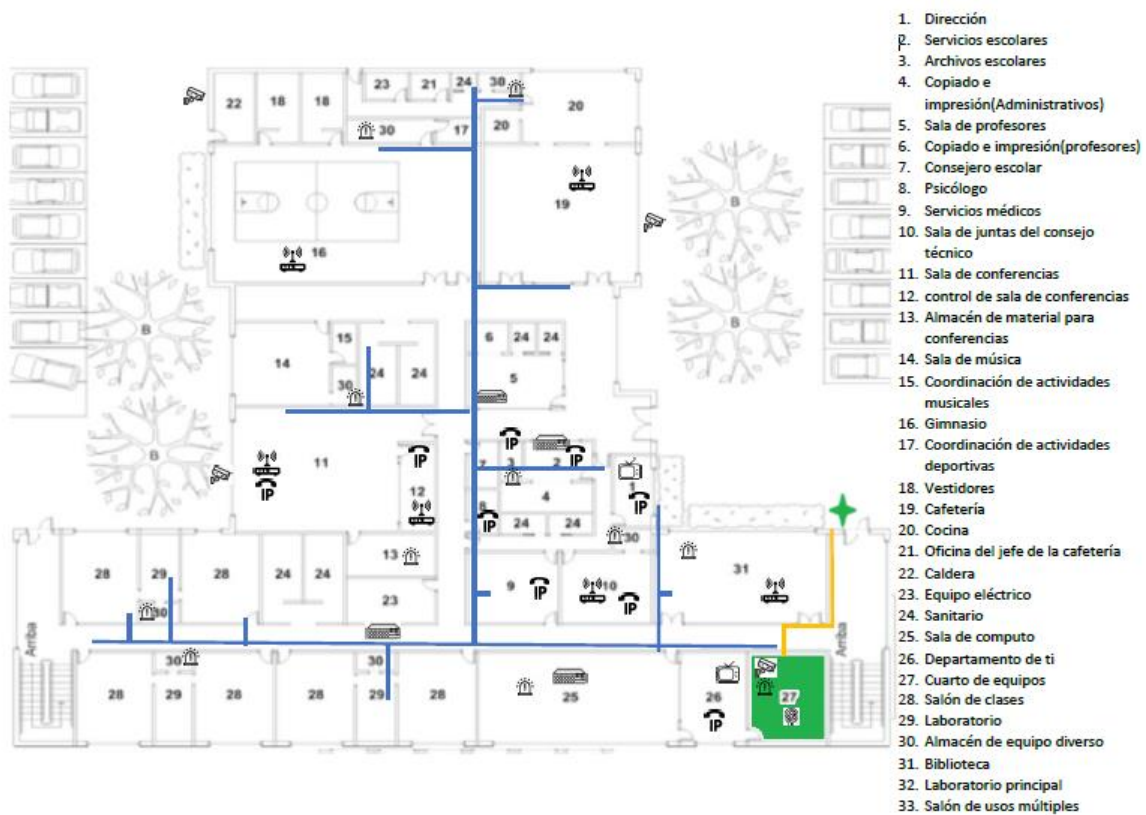 23 21 24 30
22 18 18 20
30 17 20
B
19
16
B
B
6 24 24
15
14
5
30 24 24
B
IP
IP IP
11 7 3 2 1
IP
12 4 IP
8 IP
24 24 30
13
28 29 28 24 24 9 IP 10 IP 31
23
30
Arriba
Arriba
30 30
28 29 28 28 29 28 25 26 27
IP
1. Dirección
2. Servicios escolares
3. Archivos escolares
4. Copiado e
impresión(Administrativos)
5. Sala de profesores
6. Copiado e impresión(profesores)
7. Consejero escolar
8. Psicólogo
9. Servicios médicos
10. Sala de juntas del consejo
técnico
11. Sala de conferencias
12. control de sala de conferencias
13. Almacén de material para
conferencias
14. Sala de música
15. Coordinación de actividades
musicales
16. Gimnasio
17. Coordinación de actividades
deportivas
18. Vestidores
19. Cafetería
20. Cocina
21. Oficina del jefe de la cafetería
22. Caldera
23. Equipo eléctrico
24. Sanitario
25. Sala de computo
26. Departamento de ti
27. Cuarto de equipos
28. Salón de clases
29. Laboratorio
30. Almacén de equipo diverso
31. Biblioteca
32. Laboratorio principal
33. Salón de usos múltiples